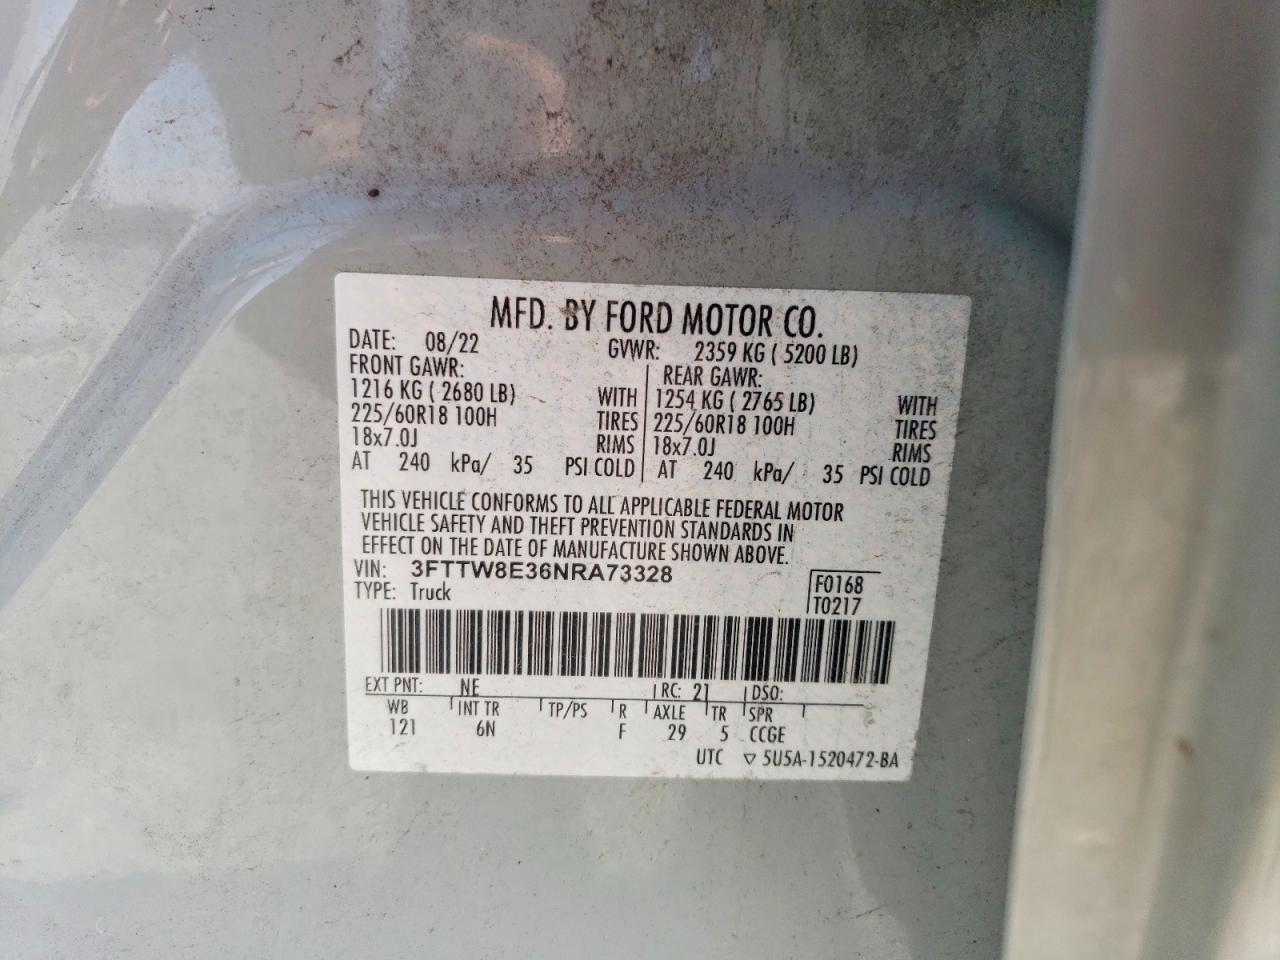 MFD. BY FORD MOTOR CO.
DATE: 08/22 GVWR: 2359 KG ( 5200 LB)
FRONT GAWR: REAR GAWR:
1216 KG ( 2680 LB) WITH 1254 KG ( 2765 LB) WITH
225/60R18 100H TIRES 225/60R18 100H TIRES
18x7.0J RIMS 18x7.0J RIMS
AT 240 kPa/ 35 PSI COLD AT 240 kPa/ 35 PSI COLD
THIS VEHICLE CONFORMS TO ALL APPLICABLE FEDERAL MOTOR
VEHICLE SAFETY AND THEFT PREVENTION STANDARDS IN
EFFECT ON THE DATE OF MANUFACTURE SHOWN ABOVE.
VIN: 3FTTW8E36NRA73328
TYPE: Truck
F0168
T0217
EXT PNT: NE RC: 21 DSO:
WB INT TR TP/PS R AXLE TR SPR
121 6N F 29 5 CCGE
UTC ▽ 5U5A-1520472-BA